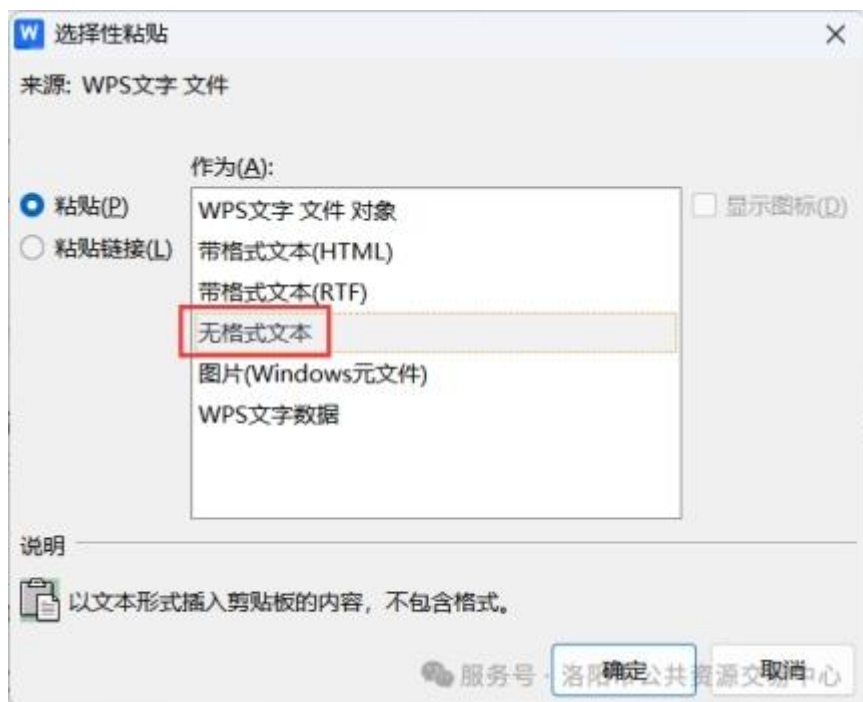 W 选择性粘贴
来源: WPS文字 文件
作为(A):
粘贴(P)
粘贴链接(L)
WPS文字 文件 对象
带格式文本(HTML)
带格式文本(RTF)
无格式文本
图片(Windows元文件)
WPS文字数据
显示图标(D)
说明
以文本形式插入剪贴板的内容，不包含格式。
确定
取消
服务号 · 洛阳市公共资源交易中心